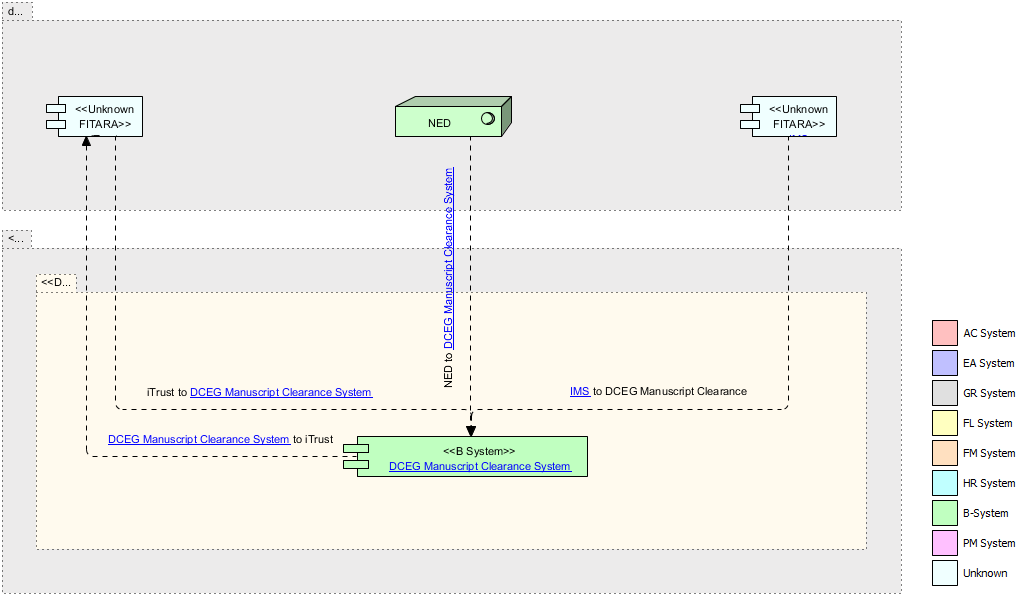 d...
<<Unknown
FITARA>>
NED
<<Unknown
FITARA>>
<...
<<D...
NED to DCEG Manuscript Clearance System
iTrust to DCEG Manuscript Clearance System
IMS to DCEG Manuscript Clearance
DCEG Manuscript Clearance System to iTrust
<<B System>>
DCEG Manuscript Clearance System
AC System
EA System
GR System
FL System
FM System
HR System
B-System
PM System
Unknown